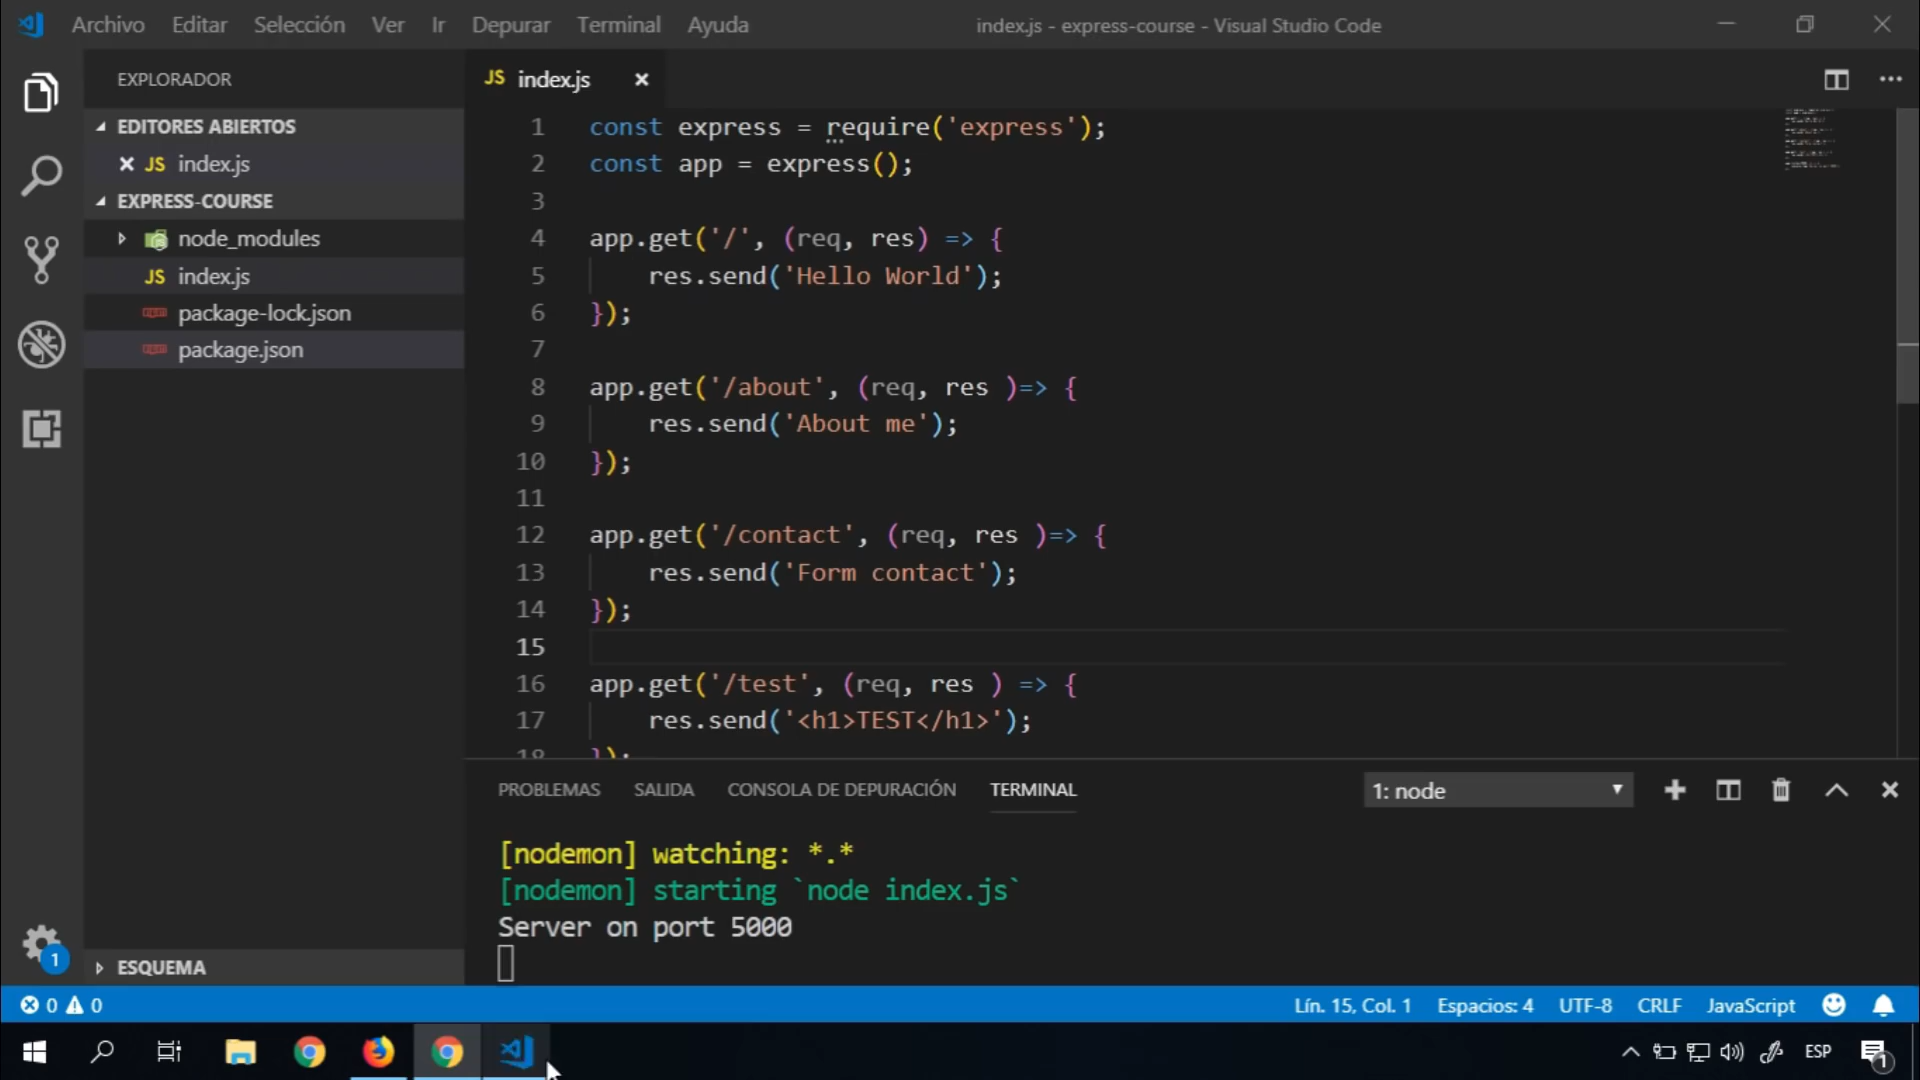 Archivo Editar Selección Ver Ir Depurar Terminal Ayuda
index.js - express-course - Visual Studio Code
EXPLORADOR
EDITORES ABIERTOS
JS index.js
EXPRESS-COURSE
node_modules
JS index.js
package-lock.json
package.json
ESQUEMA
JS index.js
1 const express = require('express');
2 const app = express();
3
4 app.get('/', (req, res) => {
5 res.send('Hello World');
6 });
7
8 app.get('/about', (req, res )=> {
9 res.send('About me');
10 });
11
12 app.get('/contact', (req, res )=> {
13 res.send('Form contact');
14 });
15
16 app.get('/test', (req, res ) => {
17 res.send('<h1>TEST</h1>');
18 });
PROBLEMAS SALIDA CONSOLA DE DEPURACIÓN TERMINAL
1: node
[nodemon] watching: *.*
[nodemon] starting `node index.js`
Server on port 5000
1
0 0
Lín. 15, Col. 1 Espacios: 4 UTF-8 CRLF JavaScript
ESP
1